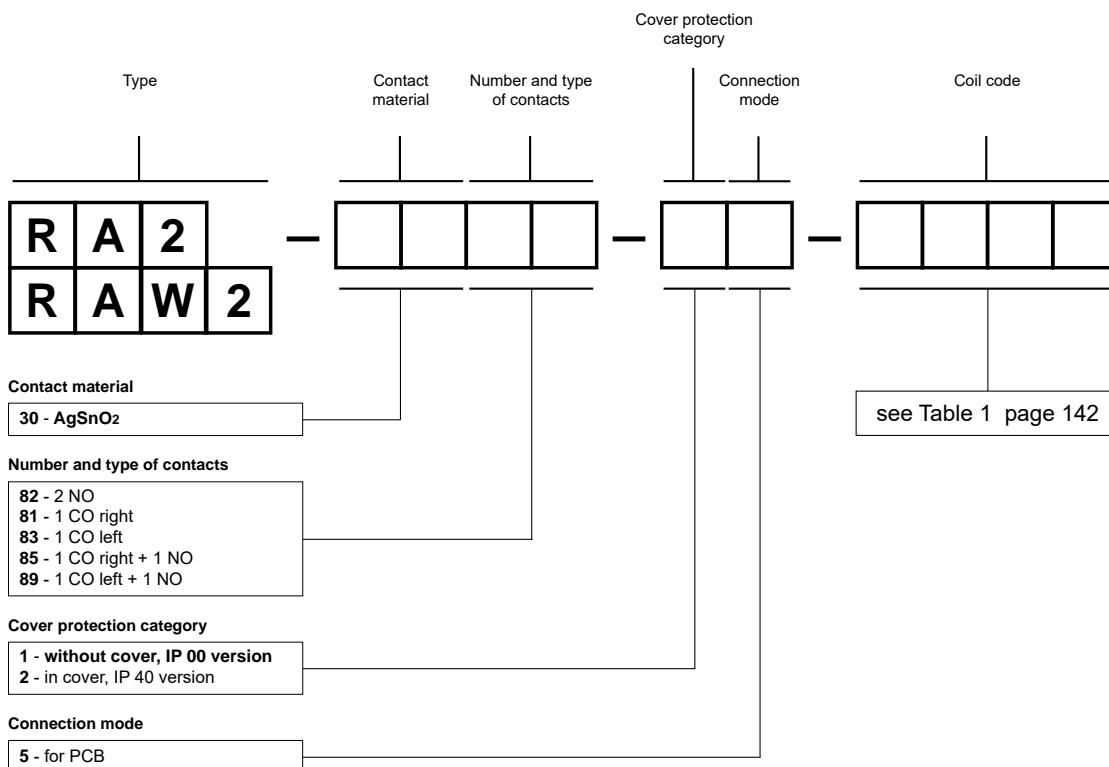 Cover protection
category
Type
Contact
material
Number and type
of contacts
Connection
mode
Coil code
R A 2 — — —
R A W 2
Contact material
30 - AgSnO2
see Table 1 page 142
Number and type of contacts
82 - 2 NO
81 - 1 CO right
83 - 1 CO left
85 - 1 CO right + 1 NO
89 - 1 CO left + 1 NO
Cover protection category
1 - without cover, IP 00 version
2 - in cover, IP 40 version
Connection mode
5 - for PCB